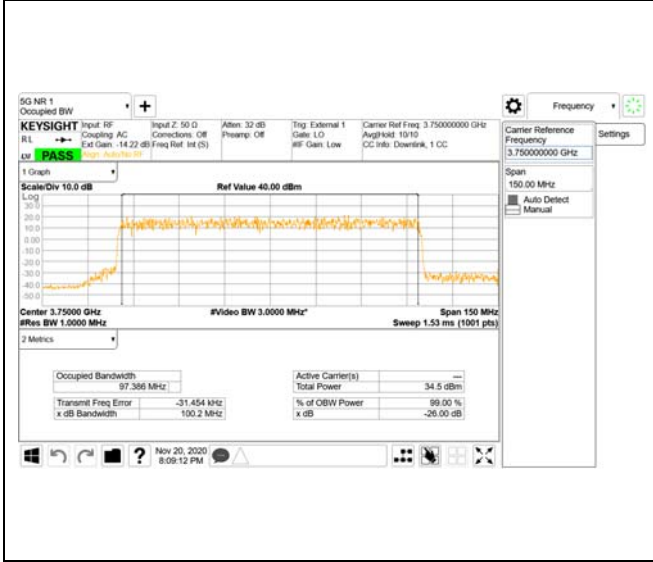 5G NR 1
Occupied BW
+
Frequency
KEYSIGHT
RL
LW PASS
Input: RF
Coupling: AC
Ext Gain: -14.22 dB
Align: Auto/No RF
Input Z: 50 Ω
Corrections: Off
Freq Ref: Int (S)
Atten: 32 dB
Preamp: Off
Trig: External 1
Gate: LO
#IF Gain: Low
Carrier Ref Freq: 3.750000000 GHz
Avg|Hold: 10/10
CC Info: Downlink, 1 CC
Carrier Reference
Frequency
3.750000000 GHz
Settings
Span
150.00 MHz
Auto Detect
Manual
1 Graph
Scale/Div 10.0 dB
Ref Value 40.00 dBm
Log
30.0
20.0
10.0
0.00
-10.0
-20.0
-30.0
-40.0
-50.0
Center 3.75000 GHz
#Video BW 3.0000 MHz*
Span 150 MHz
#Res BW 1.0000 MHz
Sweep 1.53 ms (1001 pts)
2 Metrics
Occupied Bandwidth
97.386 MHz
Active Carrier(s) ---
Total Power 34.5 dBm
Transmit Freq Error -31.454 kHz
x dB Bandwidth 100.2 MHz
% of OBW Power 99.00 %
x dB -26.00 dB
?
Nov 20, 2020
8:09:12 PM